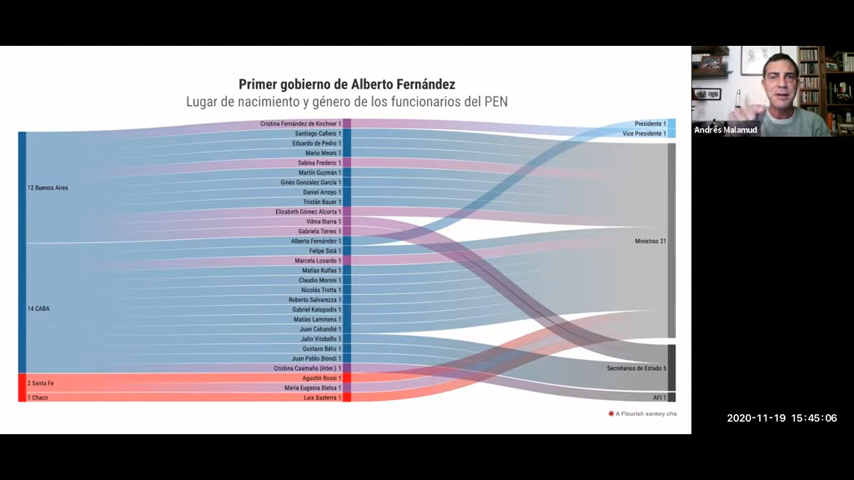 Primer gobierno de Alberto Fernández
Lugar de nacimiento y género de los funcionarios del PEN
12 Buenos Aires
14 CABA
2 Santa Fe
1 Chaco
Cristina Fernández de Kirchner 1
Santiago Cafiero 1
Eduardo de Pedro 1
Mario Meoni 1
Sabina Frederic 1
Martín Guzmán 1
Ginés Gonzalez García 1
Daniel Arroyo 1
Tristán Bauer 1
Elizabeth Gómez Alcorta 1
Vilma Ibarra 1
Gabriela Torres 1
Alberto Fernández 1
Felipe Solá 1
Marcela Losardo 1
Matías Kulfas 1
Claudio Moroni 1
Nicolás Trotta 1
Roberto Salvarezza 1
Gabriel Katopodis 1
Matías Lammens 1
Juan Cabandié 1
Julio Vitobello 1
Gustavo Béliz 1
Juan Pablo Biondi 1
Cristina Caamaño (Inter.) 1
Agustín Rossi 1
María Eugenia Bielsa 1
Luis Basterra 1
Presidente 1
Vice Presidente 1
Ministros 21
Secretarios de Estado 5
AFI 1
A Flourish sankey cha
Andrés Malamud
2020-11-19 15:45:06